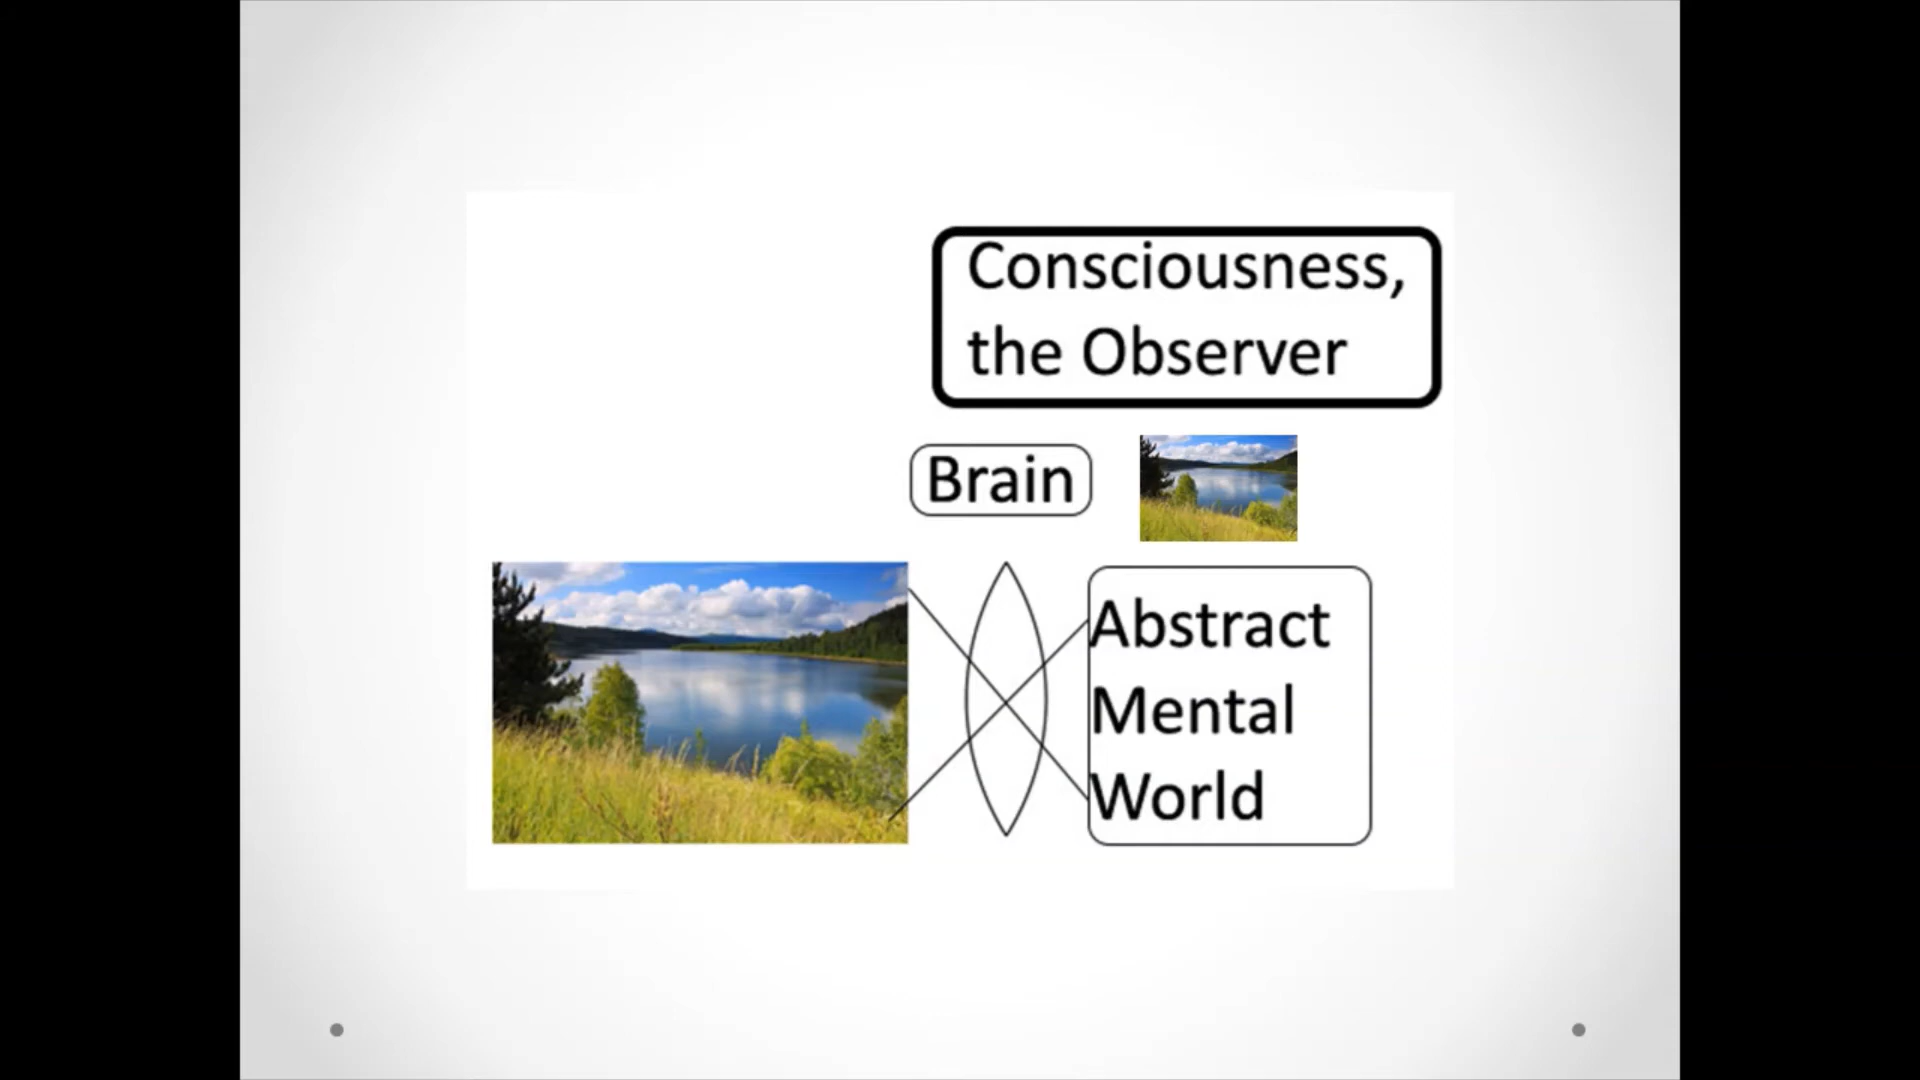 Consciousness,
the Observer
Brain
Abstract
Mental
World